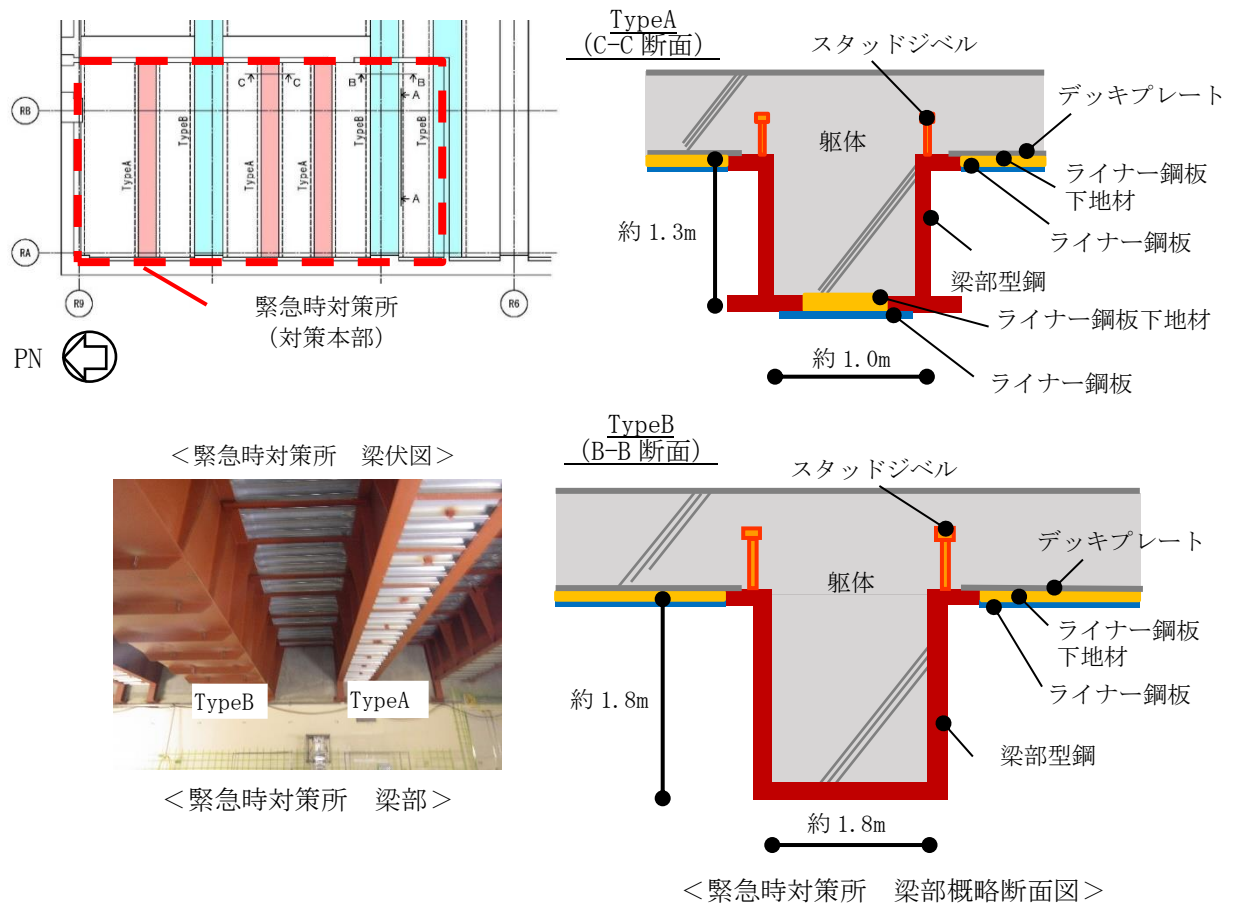 TypeA
(C-C 断面)
スタッドジベル
デッキプレート
躯体
ライナー鋼板
下地材
ライナー鋼板
約 1.3m
梁部型鋼
ライナー鋼板下地材
約 1.0m
ライナー鋼板
RB
RA
R9
R6
TypeA
TypeB
TypeA
TypeA
TypeB
TypeB
C
C
B
B
A
A
緊急時対策所
(対策本部)
PN
＜緊急時対策所　梁伏図＞
TypeB
TypeA
＜緊急時対策所　梁部＞
TypeB
(B-B 断面)
スタッドジベル
デッキプレート
躯体
ライナー鋼板
下地材
ライナー鋼板
約 1.8m
梁部型鋼
約 1.8m
＜緊急時対策所　梁部概略断面図＞